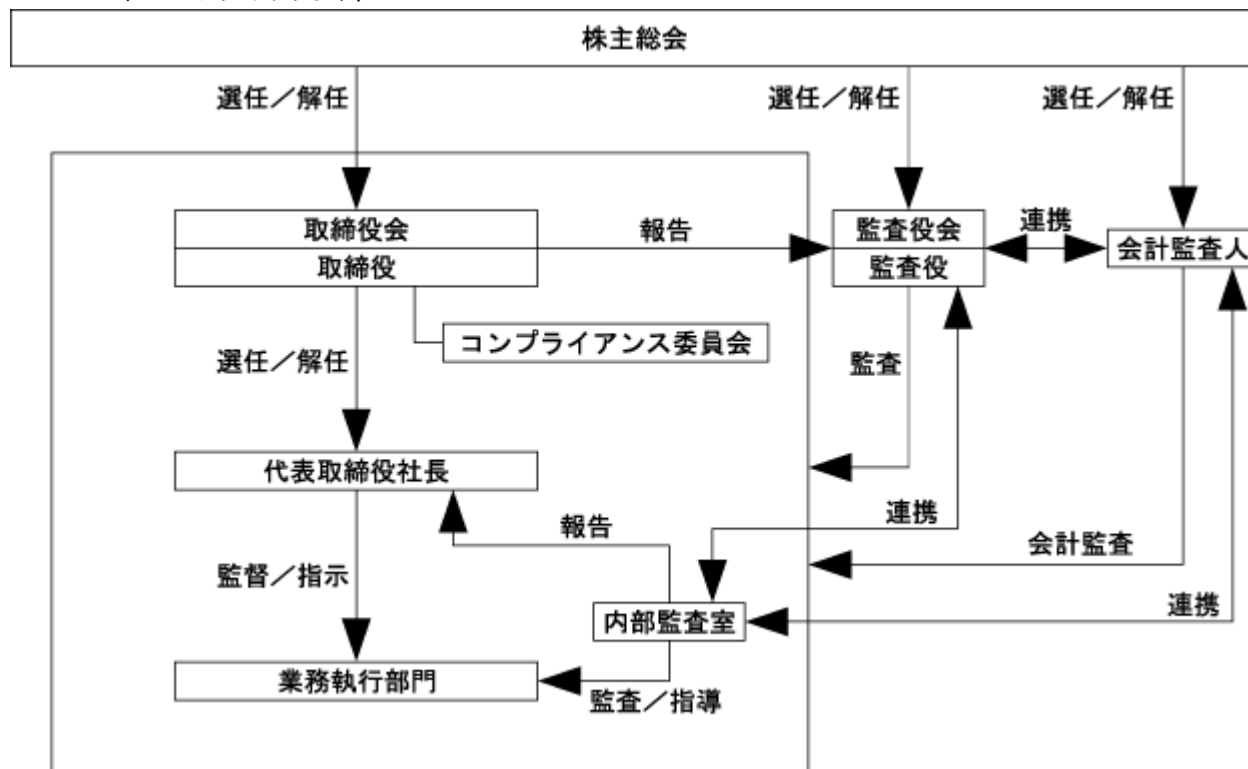 株主総会
選任／解任
選任／解任
選任／解任
取締役会
取締役
報告
監査役会
監査役
連携
会計監査人
コンプライアンス委員会
選任／解任
監査
代表取締役社長
報告
連携
会計監査
監督／指示
内部監査室
連携
業務執行部門
監査／指導